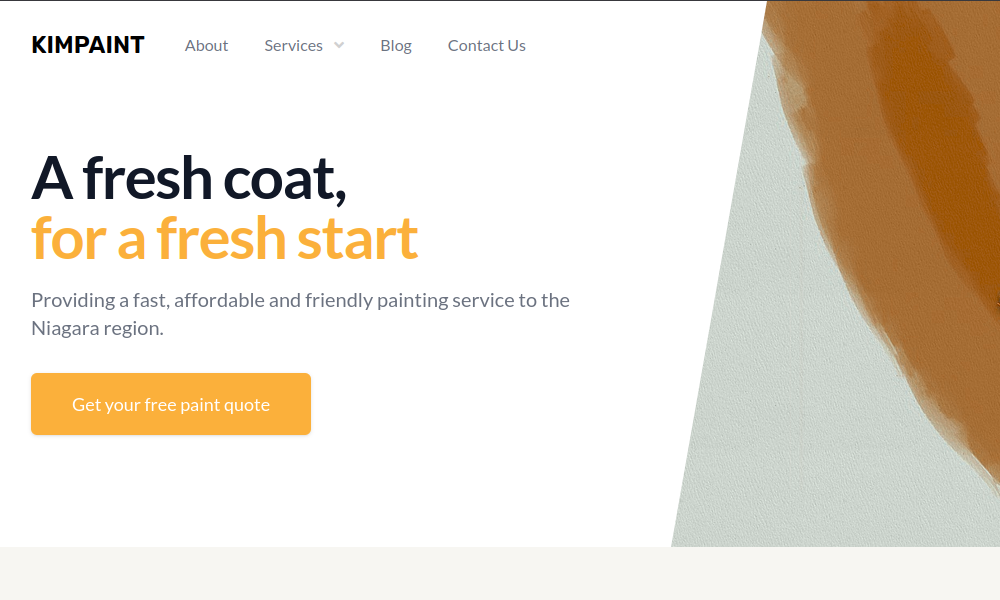 KIMPAINT
About
Services
Blog
Contact Us
A fresh coat,
for a fresh start
Providing a fast, affordable and friendly painting service to the
Niagara region.
Get your free paint quote